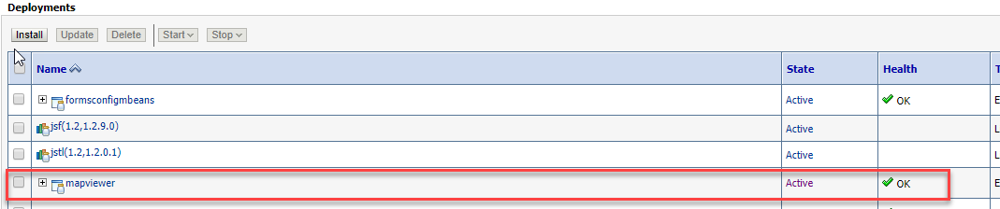 Deployments
Install Update Delete Start Stop
Name State Health T
formsconfigmbeans Active OK E
jsf(1.2,1.2.9.0) Active L
jstl(1.2,1.2.0.1) Active L
mapviewer Active OK E